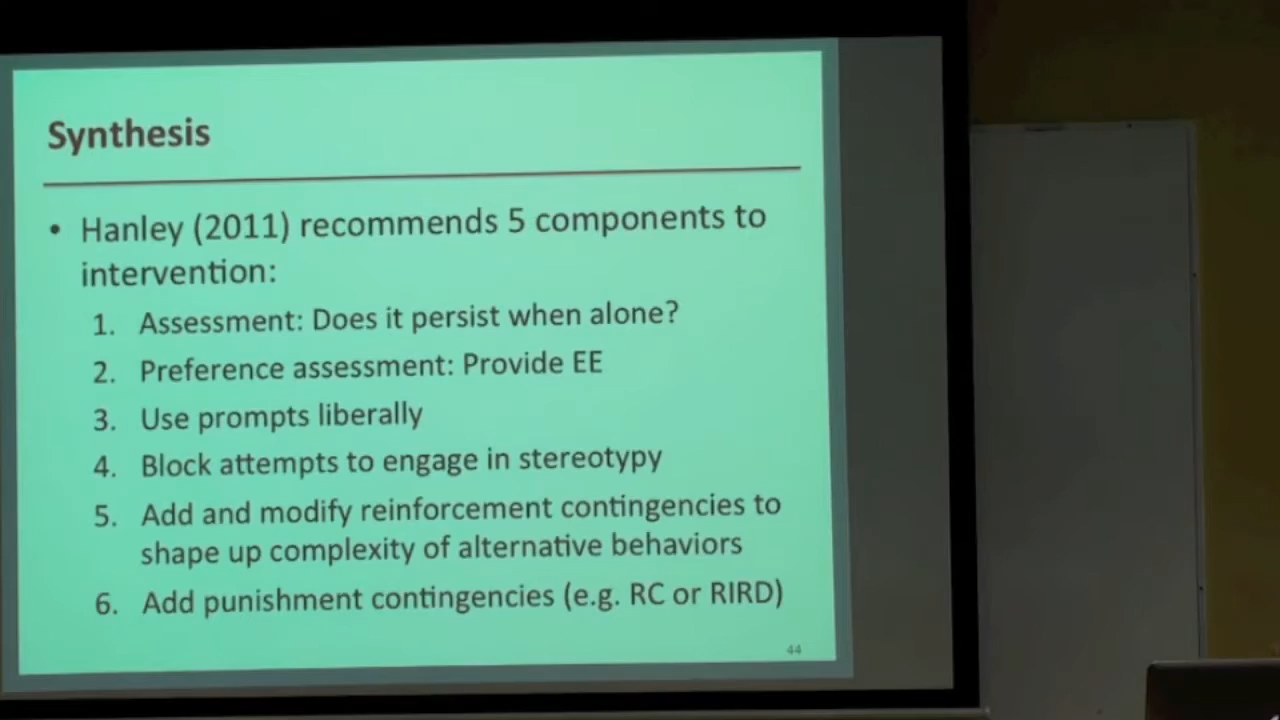 Synthesis
• Hanley (2011) recommends 5 components to
intervention:
1. Assessment: Does it persist when alone?
2. Preference assessment: Provide EE
3. Use prompts liberally
4. Block attempts to engage in stereotypy
5. Add and modify reinforcement contingencies to
shape up complexity of alternative behaviors
6. Add punishment contingencies (e.g. RC or RIRD)
44